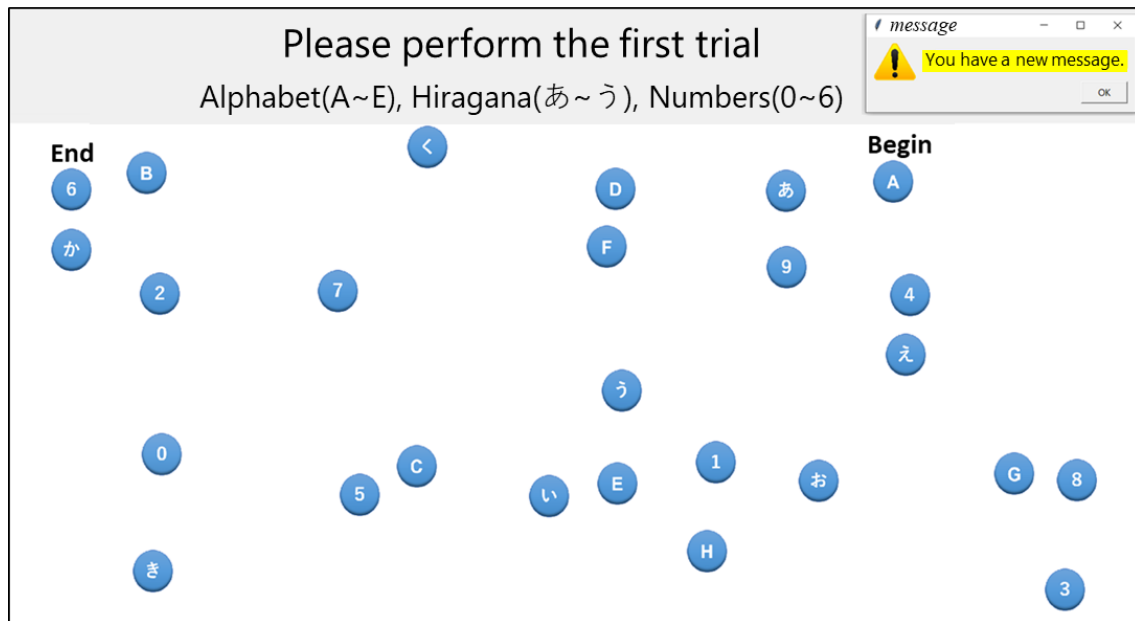 Please perform the first trial
Alphabet(A~E), Hiragana(あ~う), Numbers(0~6)
message
You have a new message.
OK
End
Begin
く
B
6
D
あ
A
か
F
9
2
7
4
え
う
0
C
5
い
E
1
お
G
8
H
き
3